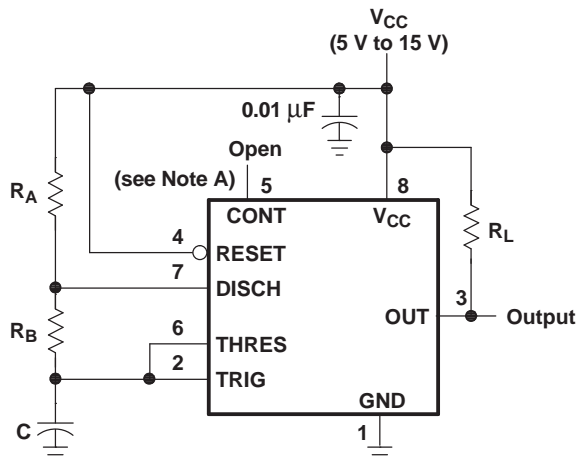 VCC
(5 V to 15 V)
0.01 μF
Open
(see Note A)
5
8
RA
CONT
VCC
RL
4
RESET
7
DISCH
3
OUT
Output
RB
6
THRES
2
TRIG
GND
C
1